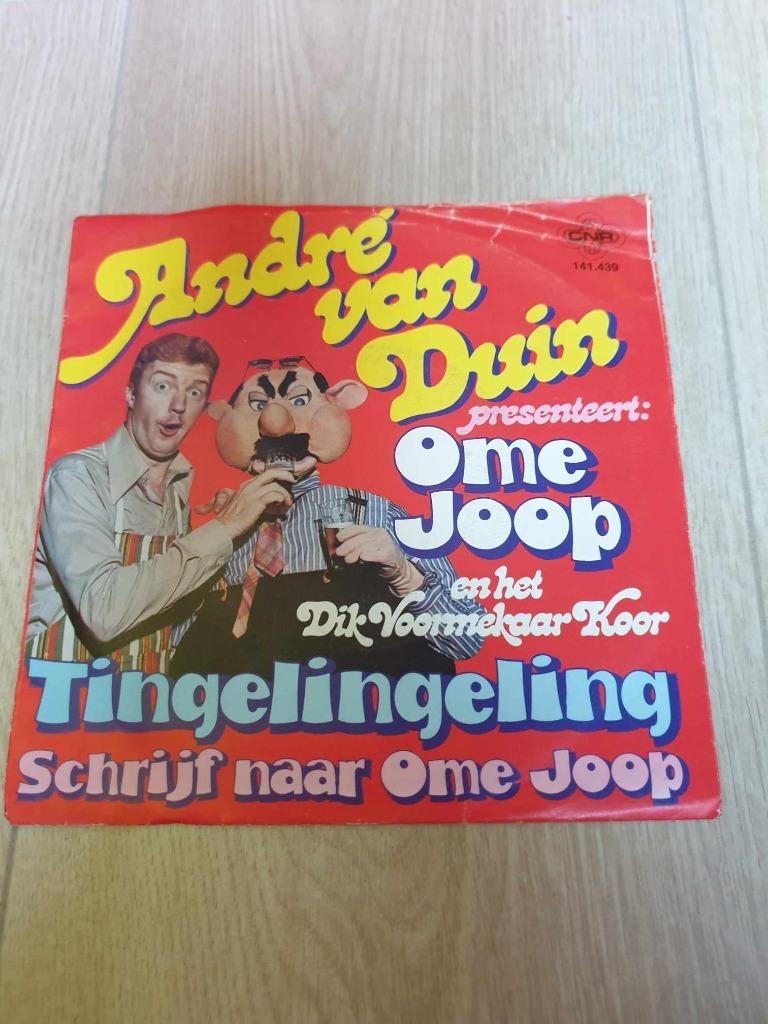 CNR
141.439
André
van
Duin
presenteert:
Ome
Joop
en het
Dik Voormekaar Koor
Tingelingeling
Schrijf naar Ome Joop